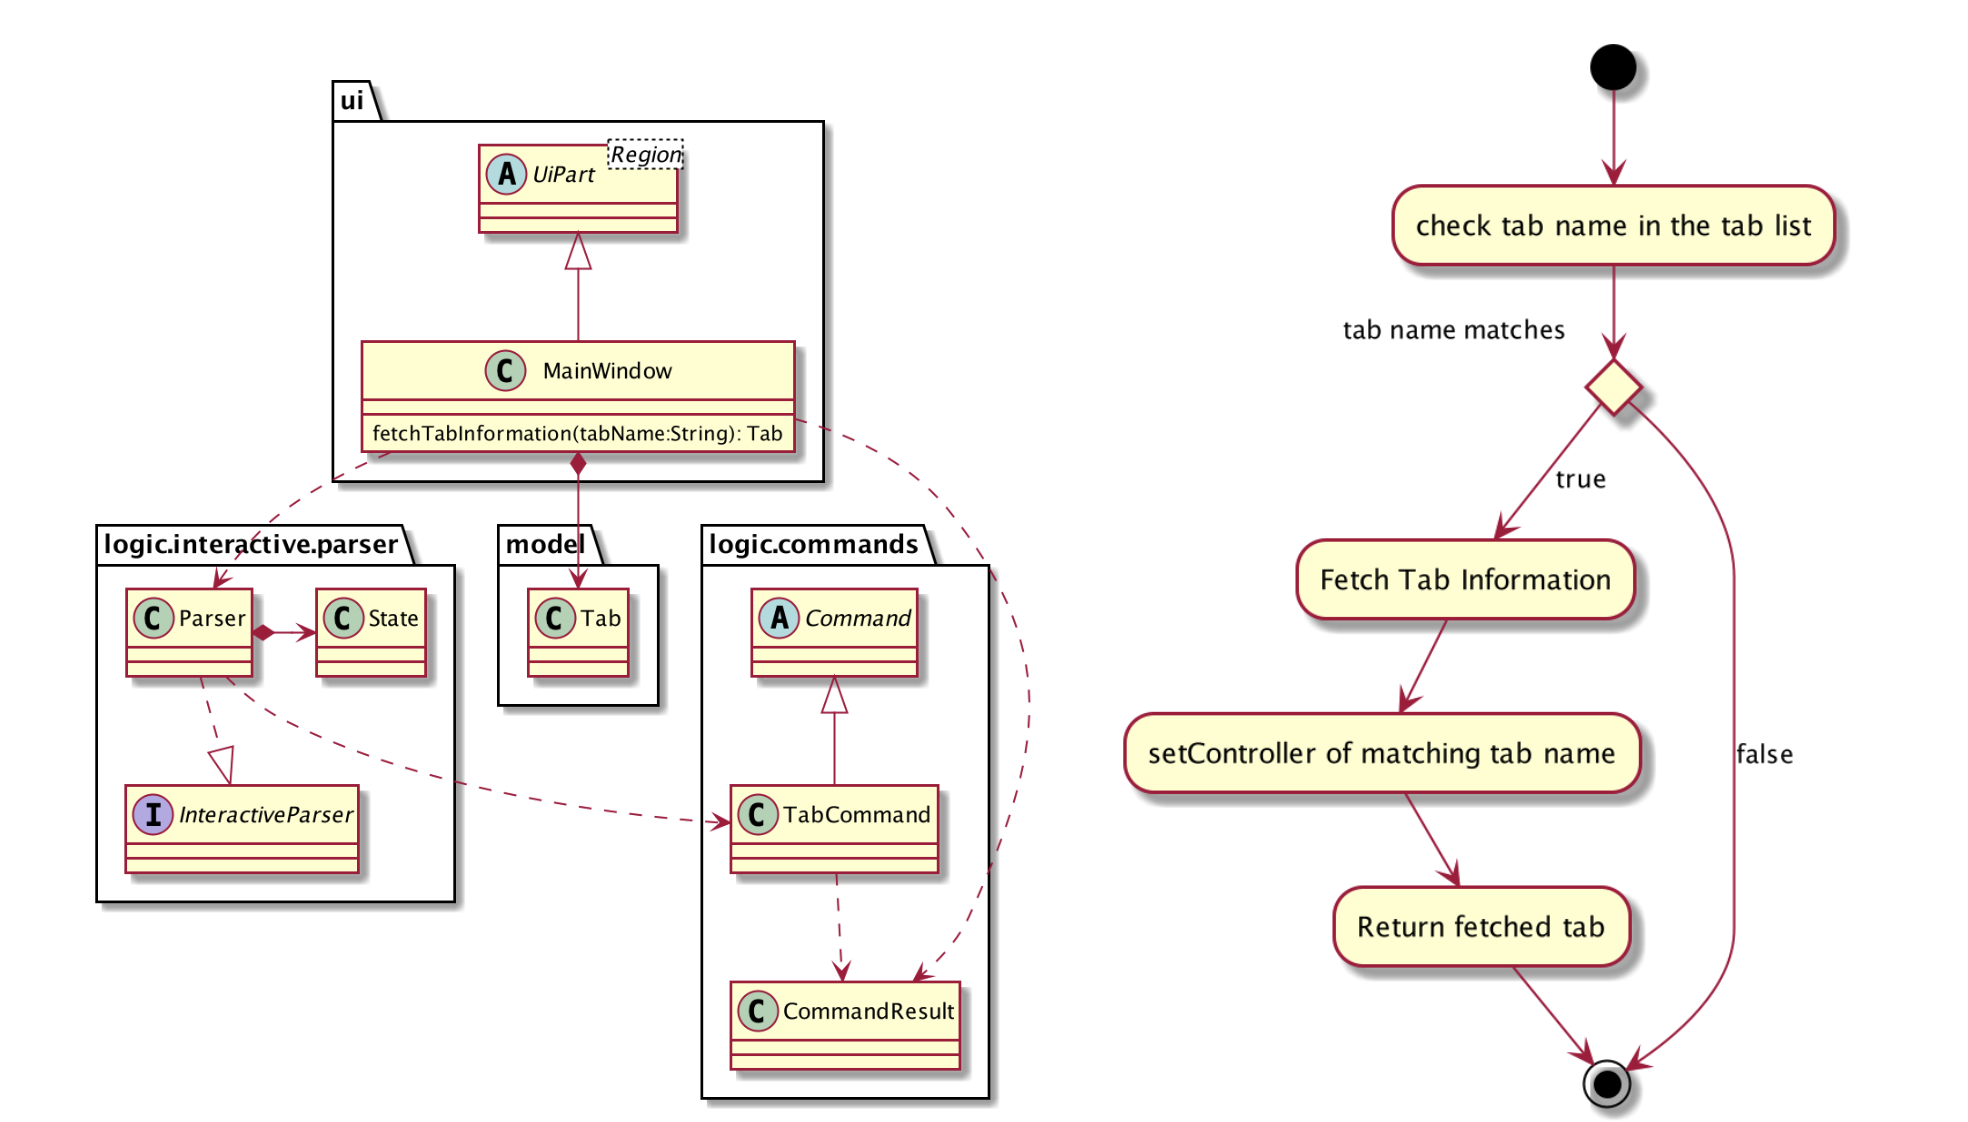 ui
Region
A UiPart
C MainWindow
fetchTabInformation(tabName:String): Tab
logic.interactive.parser
C Parser
C State
I InteractiveParser
model
C Tab
logic.commands
A Command
C TabCommand
C CommandResult
check tab name in the tab list
tab name matches
true
false
Fetch Tab Information
setController of matching tab name
Return fetched tab